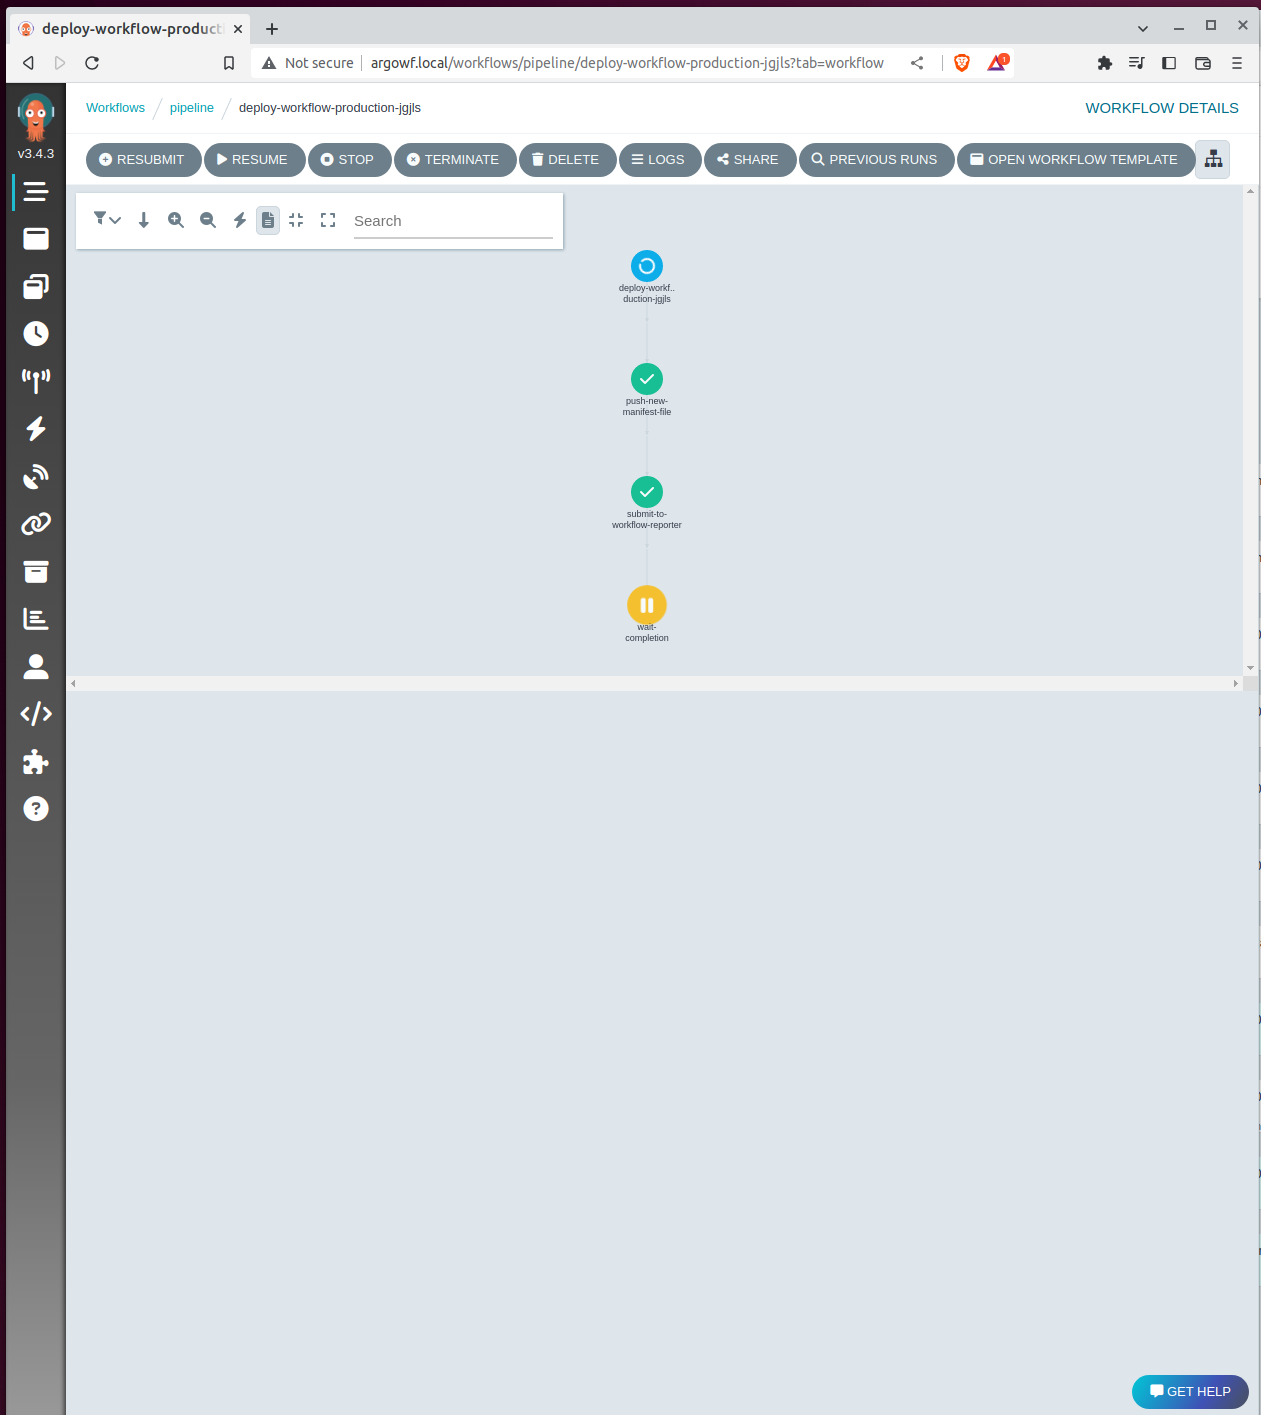 deploy-workflow-product
Not secure
argowf.local/workflows/pipeline/deploy-workflow-production-jgjls?tab=workflow
1
v3.4.3
Workflows
pipeline
deploy-workflow-production-jgjls
WORKFLOW DETAILS
RESUBMIT
RESUME
STOP
TERMINATE
DELETE
LOGS
SHARE
PREVIOUS RUNS
OPEN WORKFLOW TEMPLATE
Search
deploy-workf..
duction-jgjls
push-new-
manifest-file
submit-to-
workflow-reporter
wait-
completion
GET HELP